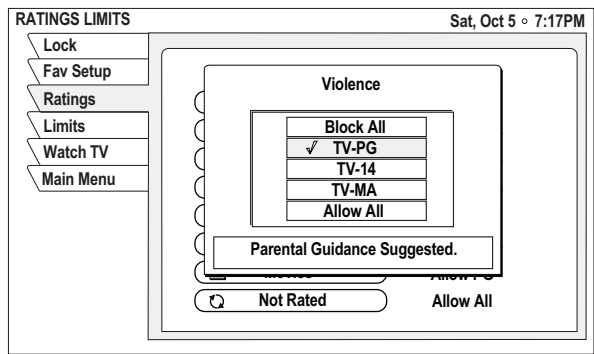 RATINGS LIMITS
Sat, Oct 5 ○ 7:17PM
Lock
Fav Setup
Ratings
Limits
Watch TV
Main Menu
Violence
Block All
✓ TV-PG
TV-14
TV-MA
Allow All
Parental Guidance Suggested.
Not Rated Allow All